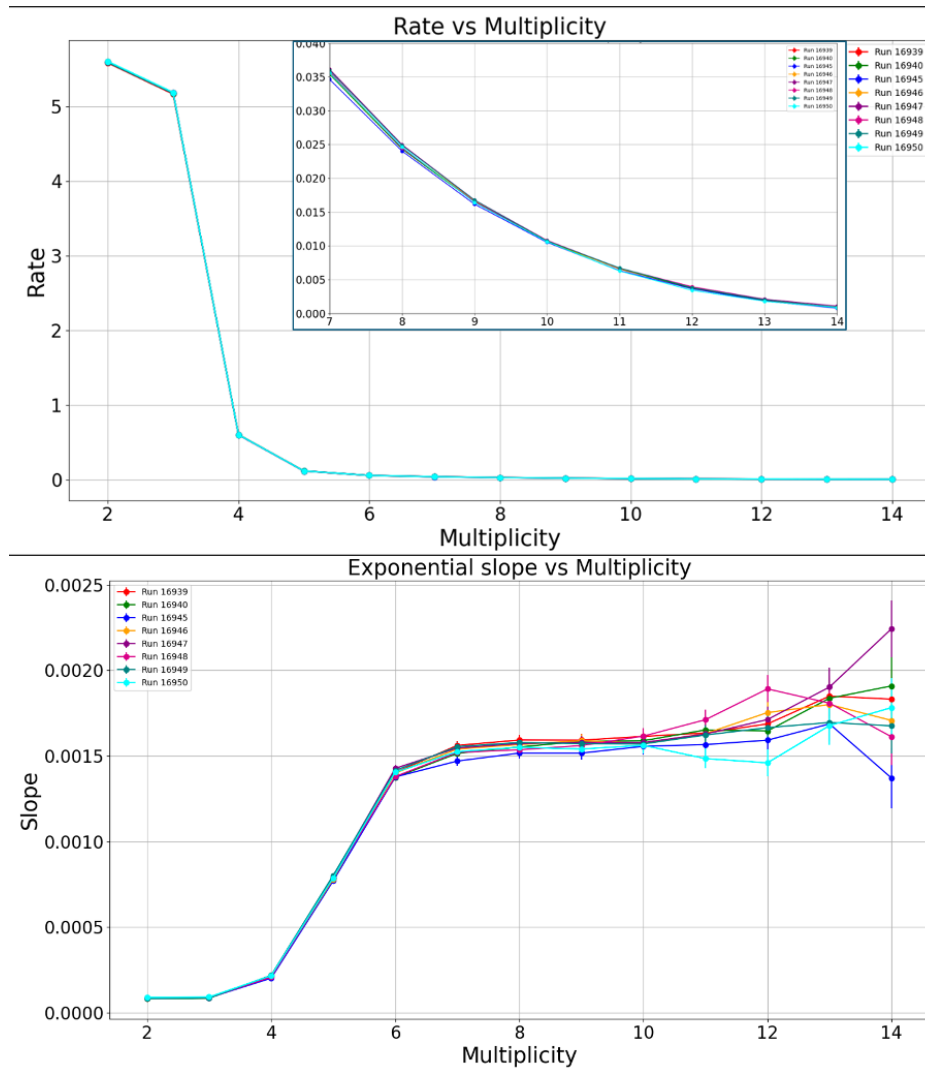 Rate vs Multiplicity
Rate
5
4
3
2
1
0
2
4
6
8
10
12
14
Multiplicity
0.040
0.035
0.030
0.025
0.020
0.015
0.010
0.005
0.000
7
8
9
10
11
12
13
14
Run 16939
Run 16940
Run 16945
Run 16946
Run 16947
Run 16948
Run 16949
Run 16950
Run 16939
Run 16940
Run 16945
Run 16946
Run 16947
Run 16948
Run 16949
Run 16950
Exponential slope vs Multiplicity
Slope
0.0025
0.0020
0.0015
0.0010
0.0005
0.0000
Run 16939
Run 16940
Run 16945
Run 16946
Run 16947
Run 16948
Run 16949
Run 16950
2
4
6
8
10
12
14
Multiplicity